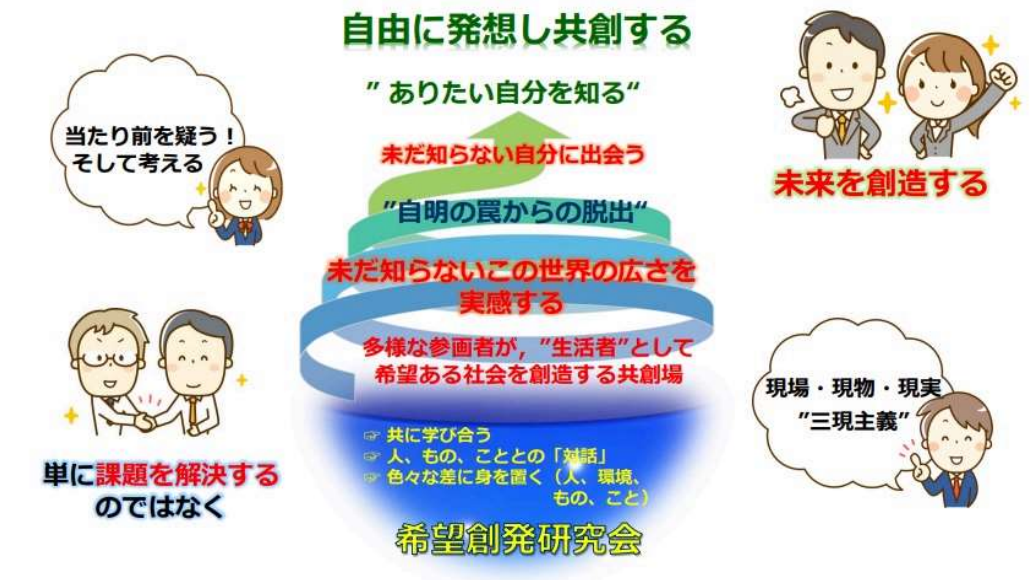 自由に発想し共創する
”ありたい自分を知る“
当たり前を疑う！
そして考える
未だ知らない自分に出会う
未来を創造する
”自明の罠からの脱出“
未だ知らないこの世界の広さを
実感する
多様な参画者が，”生活者”として
希望ある社会を創造する共創場
現場・現物・現実
”三現主義”
☞ 共に学び合う
☞ 人、もの、こととの「対話」
☞ 色々な差に身を置く（人、環境、
もの、こと）
単に課題を解決する
のではなく
希望創発研究会